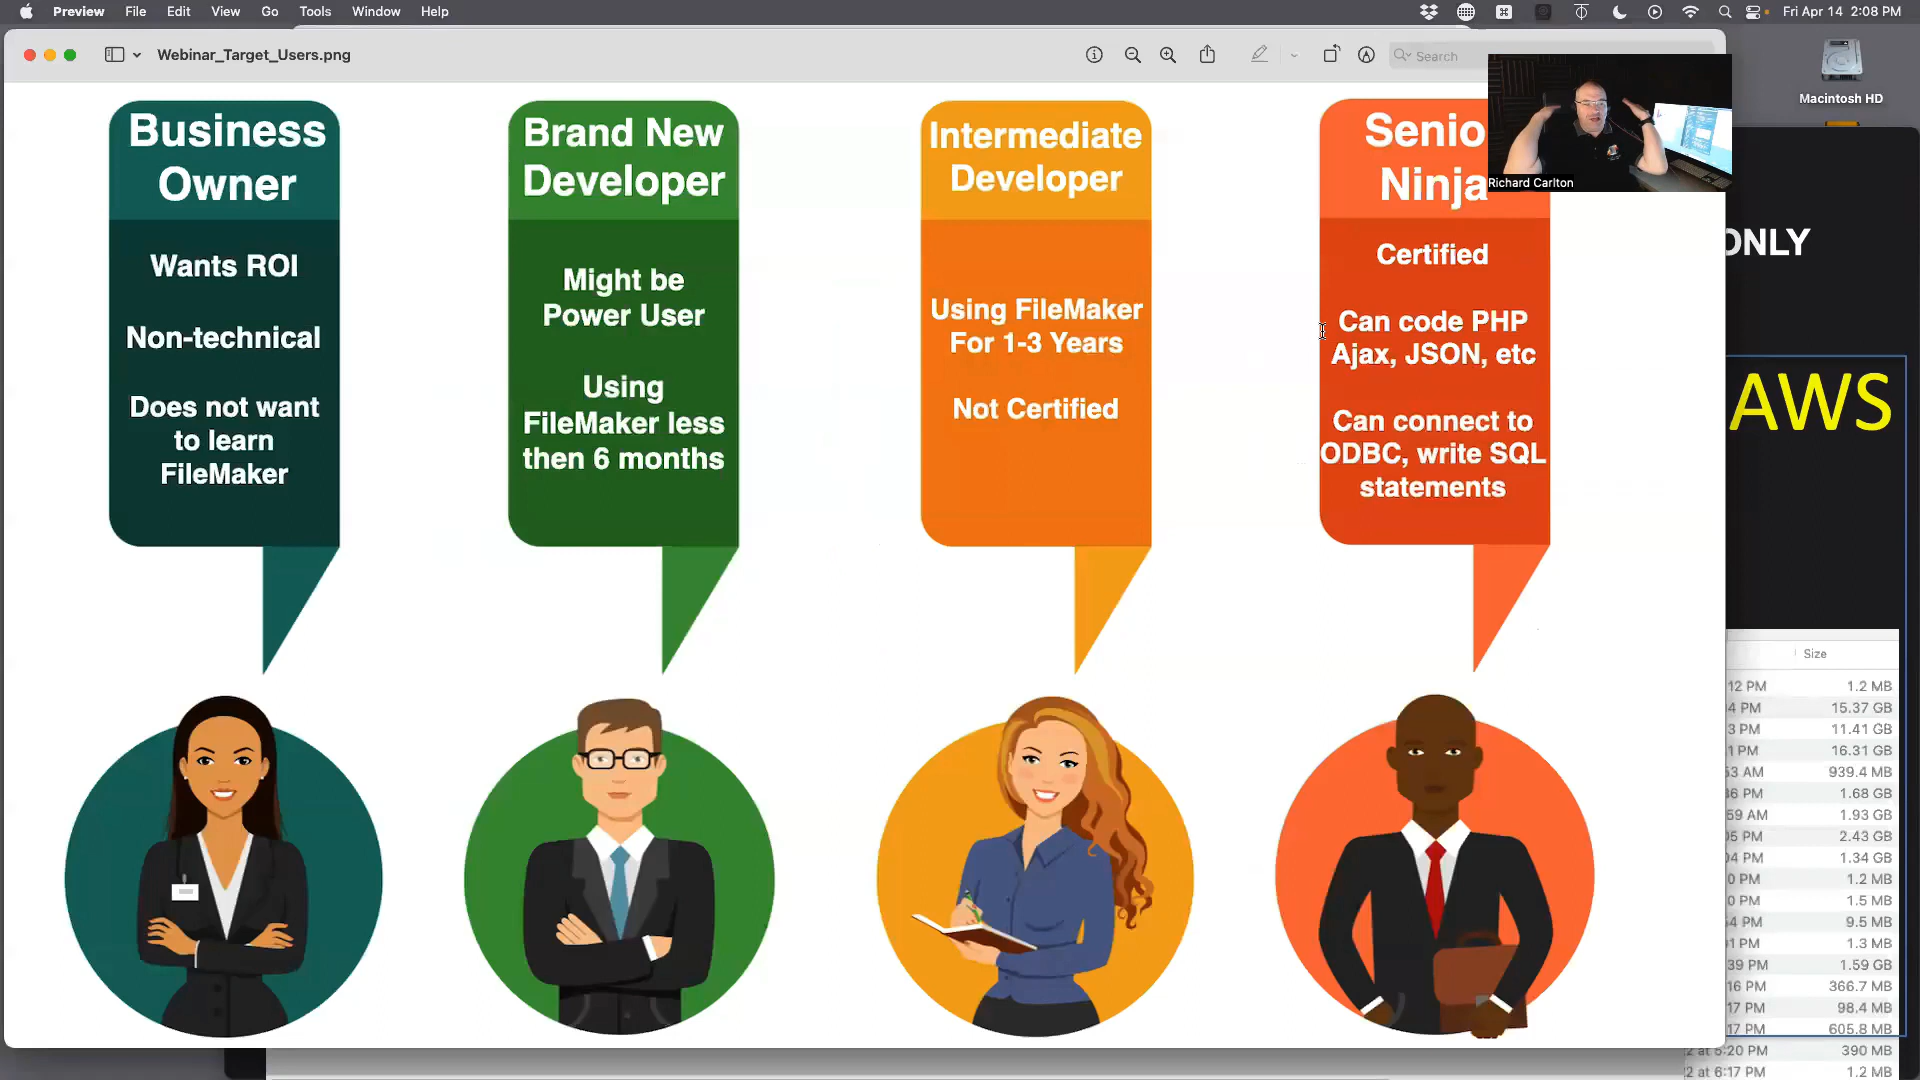 Preview File Edit View Go Tools Window Help
Fri Apr 14 2:08 PM
Webinar_Target_Users.png
Search
Macintosh HD
Richard Carlton
Business
Owner
Wants ROI
Non-technical
Does not want
to learn
FileMaker
Brand New
Developer
Might be
Power User
Using
FileMaker less
then 6 months
Intermediate
Developer
Using FileMaker
For 1-3 Years
Not Certified
Senio
Ninja
Certified
Can code PHP
Ajax, JSON, etc
Can connect to
ODBC, write SQL
statements
ONLY
AWS
Size
12 PM 1.2 MB
4 PM 15.37 GB
3 PM 11.41 GB
1 PM 16.31 GB
53 AM 939.4 MB
36 PM 1.68 GB
59 AM 1.93 GB
05 PM 2.43 GB
04 PM 1.34 GB
0 PM 1.2 MB
0 PM 1.5 MB
54 PM 9.5 MB
1 PM 1.3 MB
39 PM 1.59 GB
16 PM 366.7 MB
17 PM 98.4 MB
17 PM 605.8 MB
2 at 5:20 PM 390 MB
2 at 6:17 PM 1.2 MB